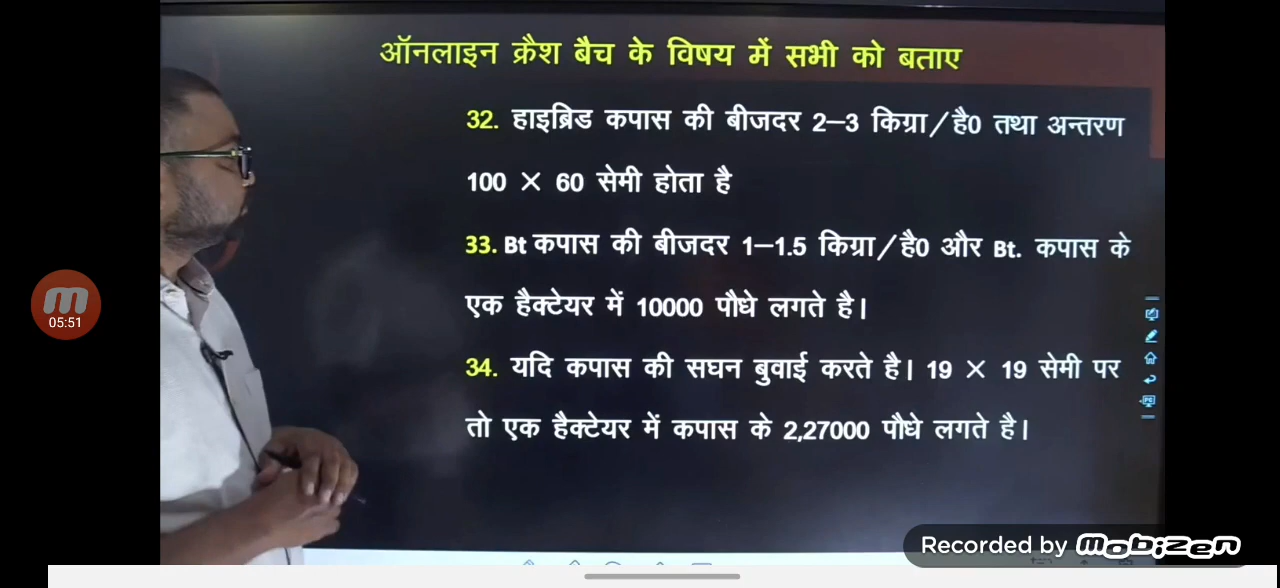 ऑनलाइन क्रैश बैच के विषय में सभी को बताए
32. हाइब्रिड कपास की बीजदर 2–3 किग्रा/है0 तथा अन्तरण
100 × 60 सेमी होता है
33. Bt कपास की बीजदर 1–1.5 किग्रा/है0 और Bt. कपास के
एक हैक्टेयर में 10000 पौधे लगते है।
34. यदि कपास की सघन बुवाई करते है। 19 × 19 सेमी पर
तो एक हैक्टेयर में कपास के 2,27000 पौधे लगते है।
05:51
Recorded by Mobizen